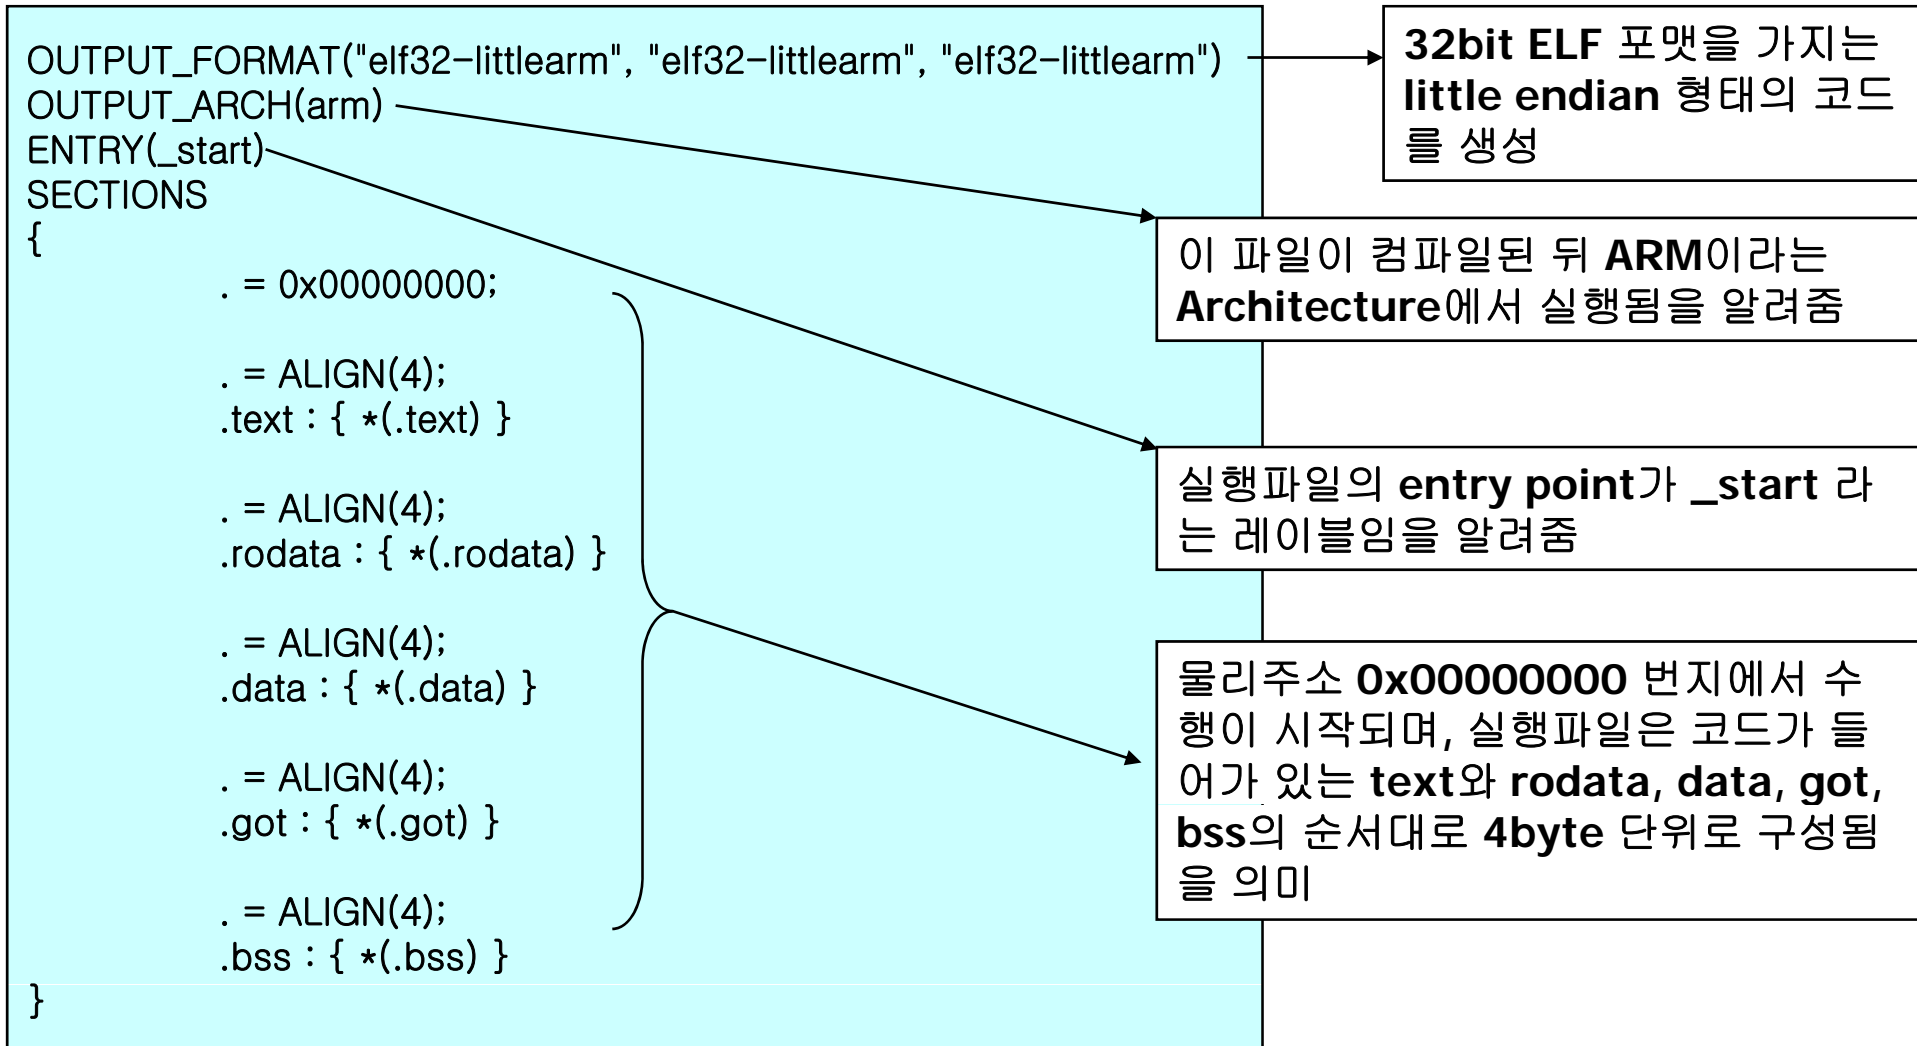 OUTPUT_FORMAT("elf32-littlearm", "elf32-littlearm", "elf32-littlearm")
OUTPUT_ARCH(arm)
ENTRY(_start)
SECTIONS
{
. = 0x00000000;
. = ALIGN(4);
.text : { *(.text) }
. = ALIGN(4);
.rodata : { *(.rodata) }
. = ALIGN(4);
.data : { *(.data) }
. = ALIGN(4);
.got : { *(.got) }
. = ALIGN(4);
.bss : { *(.bss) }
}
32bit ELF 포맷을 가지는
little endian 형태의 코드
를 생성
이 파일이 컴파일된 뒤 ARM이라는
Architecture에서 실행됨을 알려줌
실행파일의 entry point가 _start 라
는 레이블임을 알려줌
물리주소 0x00000000 번지에서 수
행이 시작되며, 실행파일은 코드가 들
어가 있는 text와 rodata, data, got,
bss의 순서대로 4byte 단위로 구성됨
을 의미